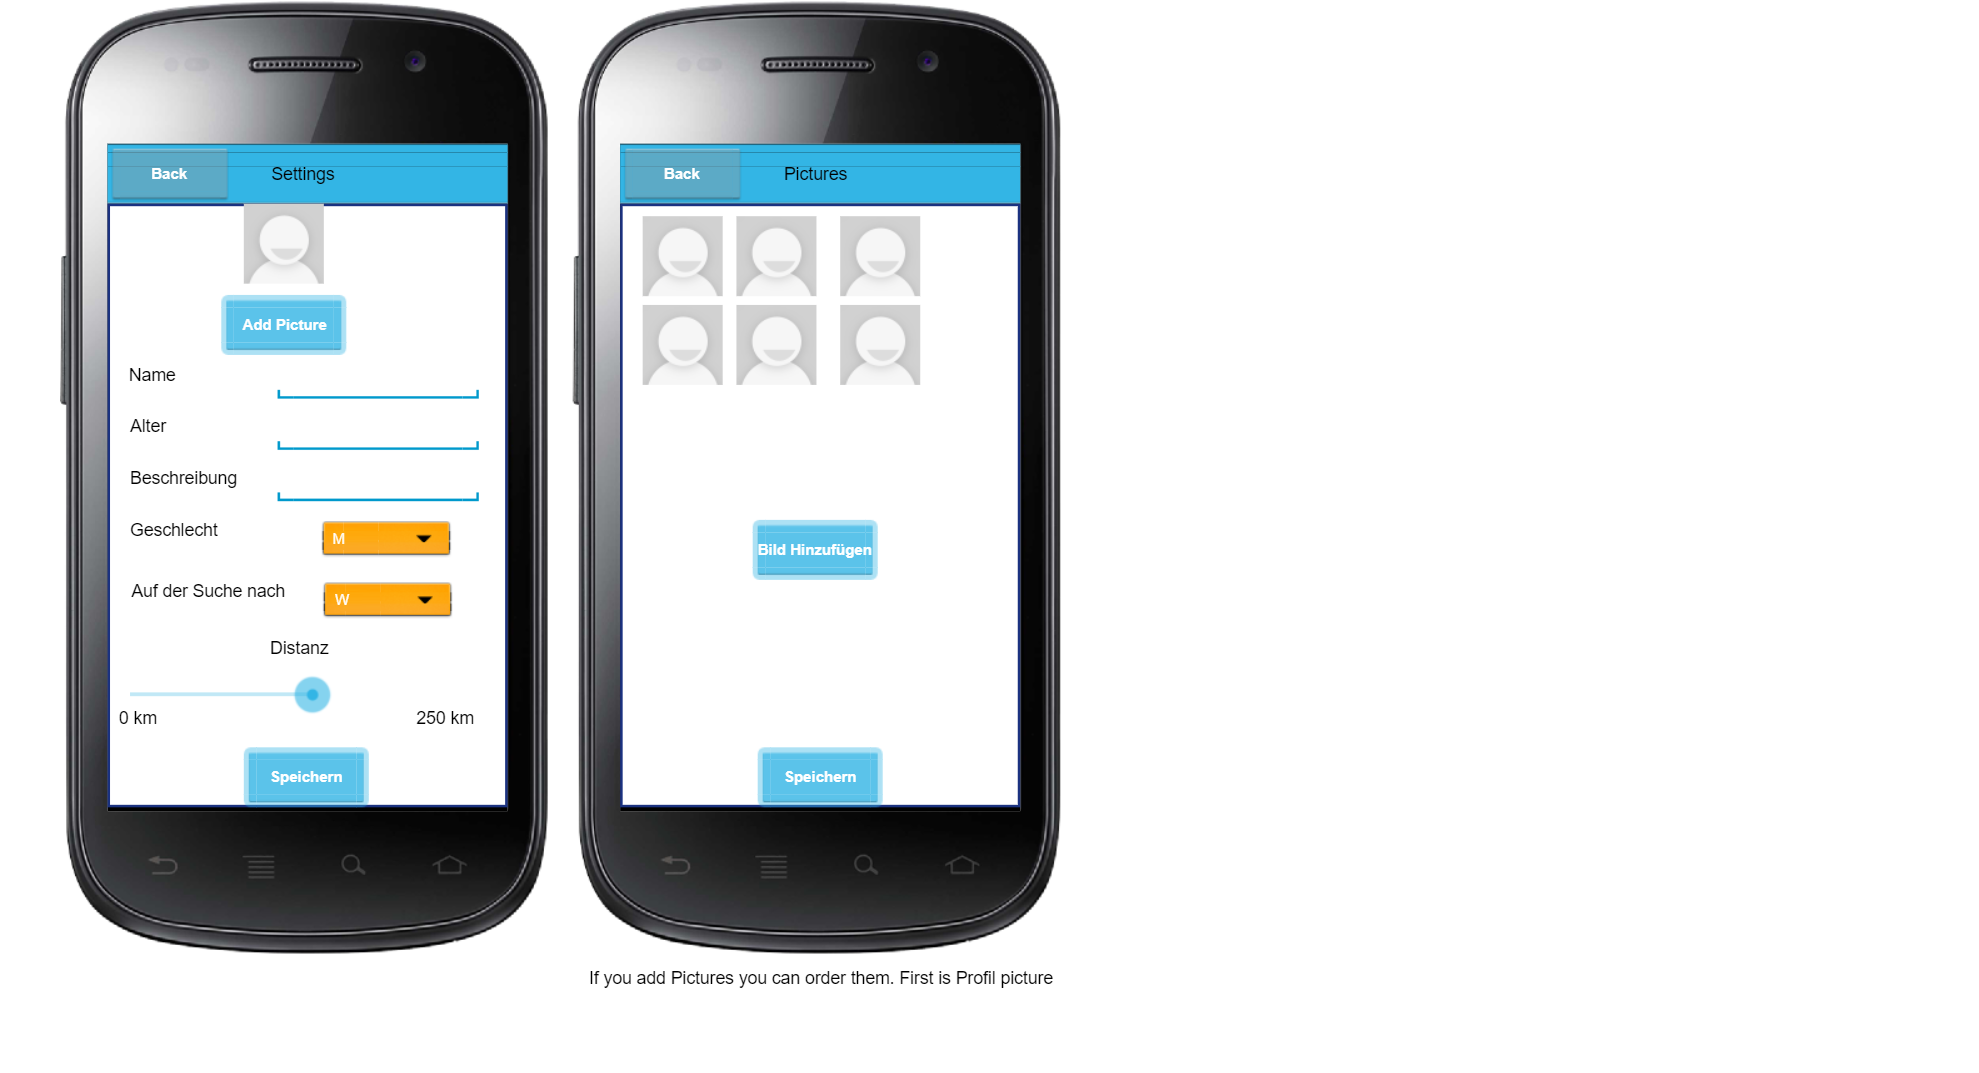 Back
Settings
Add Picture
Name
Alter
Beschreibung
Geschlecht
M
Auf der Suche nach
W
Distanz
0 km
250 km
Speichern
Back
Pictures
Bild Hinzufügen
Speichern
If you add Pictures you can order them. First is Profil picture